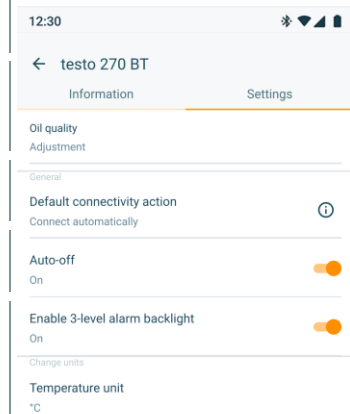 12:30
testo 270 BT
Information Settings
Oil quality
Adjustment
General
Default connectivity action
Connect automatically
Auto-off
On
Enable 3-level alarm backlight
On
Change units
Temperature unit
°C